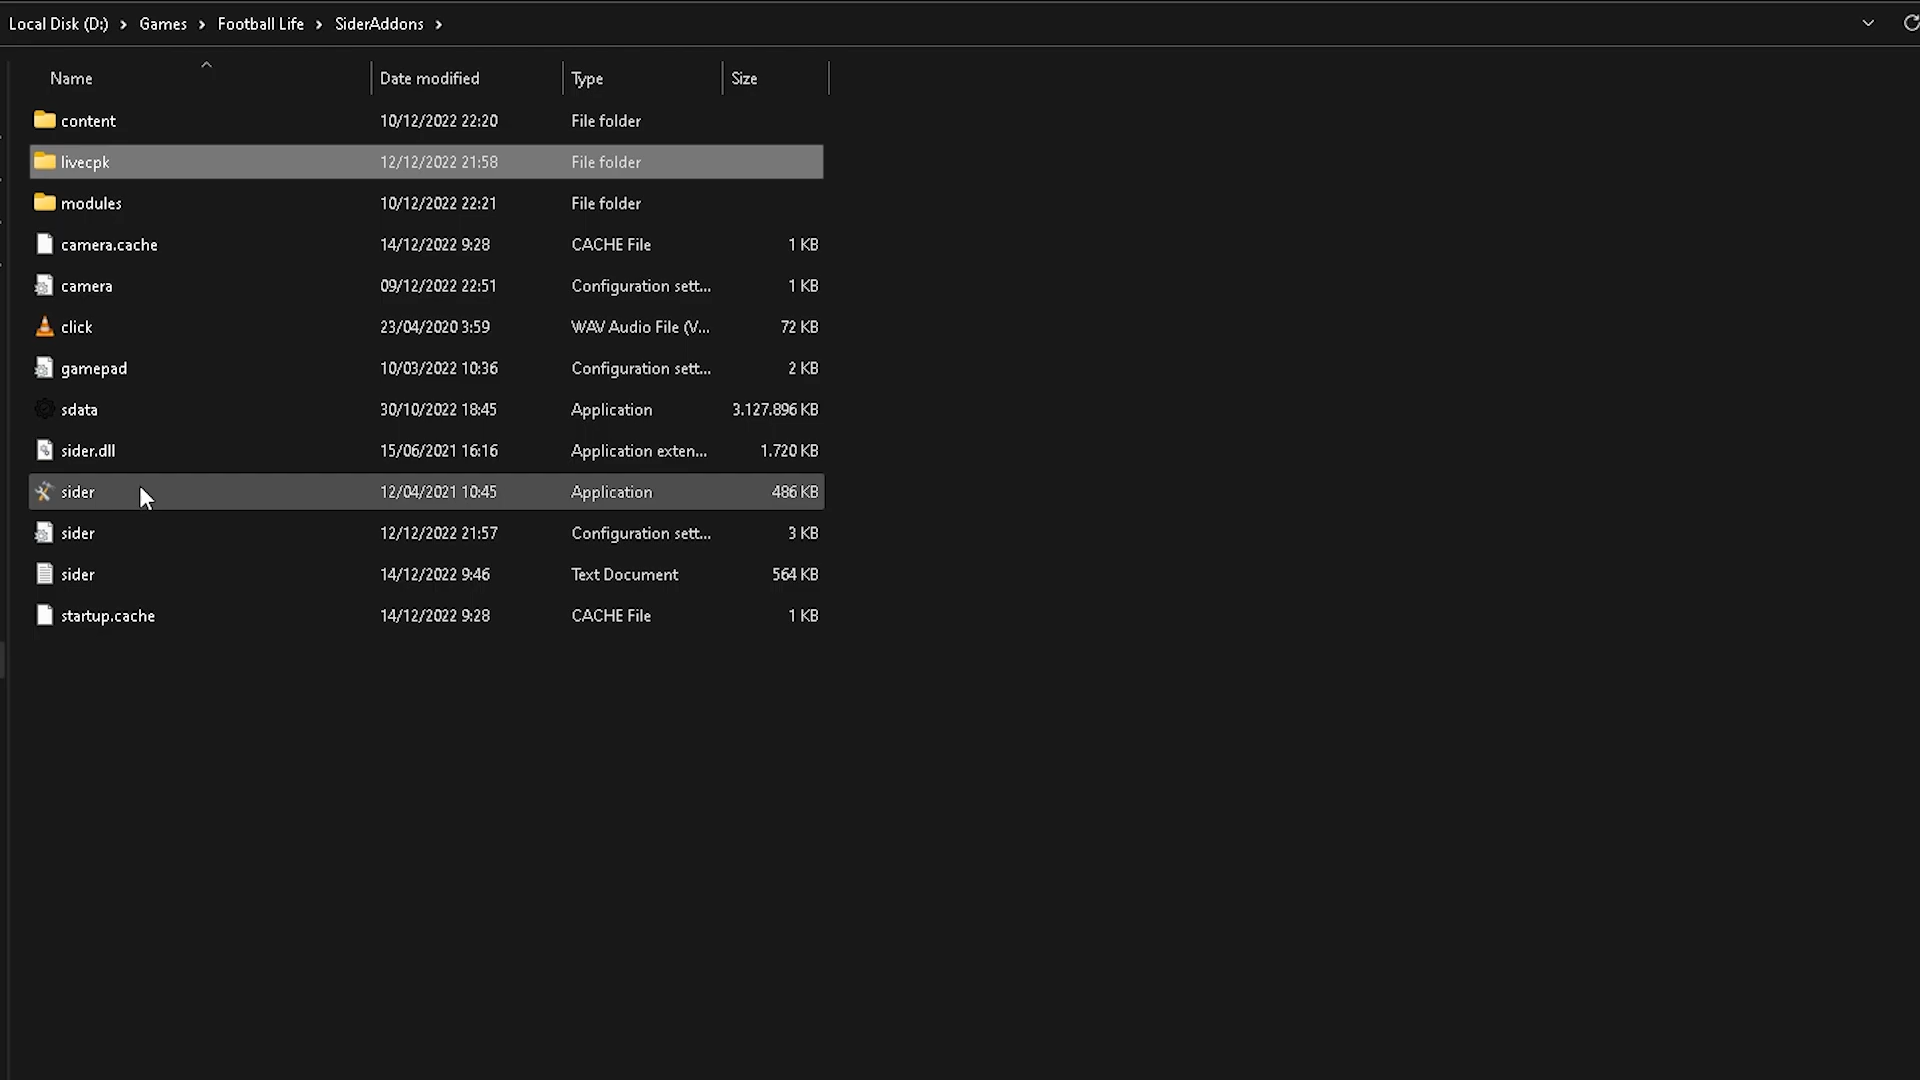 Local Disk (D:) › Games › Football Life › SiderAddons ›
Name Date modified Type Size
content 10/12/2022 22:20 File folder
livecpk 12/12/2022 21:58 File folder
modules 10/12/2022 22:21 File folder
camera.cache 14/12/2022 9:28 CACHE File 1 KB
camera 09/12/2022 22:51 Configuration sett... 1 KB
click 23/04/2020 3:59 WAV Audio File (V... 72 KB
gamepad 10/03/2022 10:36 Configuration sett... 2 KB
sdata 30/10/2022 18:45 Application 3.127.896 KB
sider.dll 15/06/2021 16:16 Application exten... 1.720 KB
sider 12/04/2021 10:45 Application 486 KB
sider 12/12/2022 21:57 Configuration sett... 3 KB
sider 14/12/2022 9:46 Text Document 564 KB
startup.cache 14/12/2022 9:28 CACHE File 1 KB